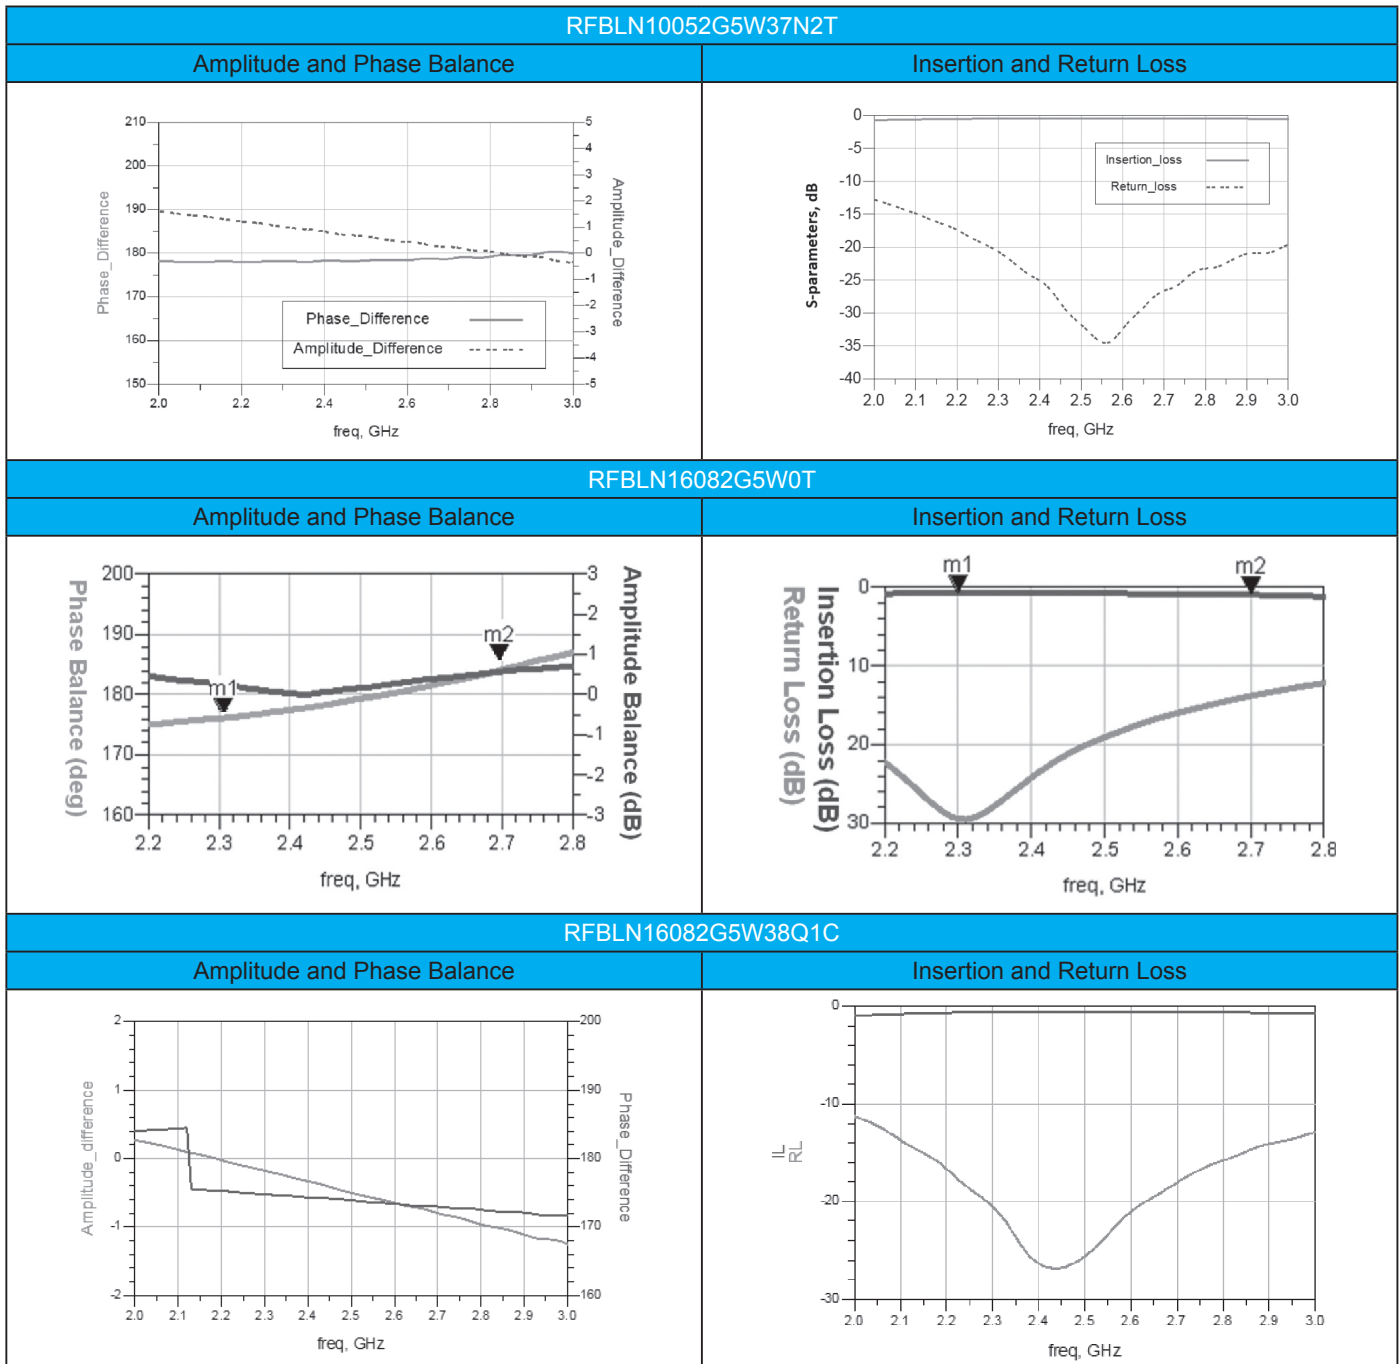 RFBLN10052G5W37N2T
Amplitude and Phase Balance
Insertion and Return Loss
210
200
190
180
170
160
150
Phase_Difference
5
4
3
2
1
0
-1
-2
-3
-4
-5
Amplitude_Difference
Phase_Difference
Amplitude_Difference
2.0 2.2 2.4 2.6 2.8 3.0
freq, GHz
0
-5
-10
-15
-20
-25
-30
-35
-40
S-parameters, dB
Insertion_loss
Return_loss
2.0 2.1 2.2 2.3 2.4 2.5 2.6 2.7 2.8 2.9 3.0
freq, GHz
RFBLN16082G5W0T
Amplitude and Phase Balance
Insertion and Return Loss
Phase Balance (deg)
200
190
180
170
160
m1
m2
3
2
1
0
-1
-2
-3
Amplitude Balance (dB)
2.2 2.3 2.4 2.5 2.6 2.7 2.8
freq, GHz
Return Loss (dB)
Insertion Loss (dB)
0
10
20
30
m1
m2
2.2 2.3 2.4 2.5 2.6 2.7 2.8
freq, GHz
RFBLN16082G5W38Q1C
Amplitude and Phase Balance
Insertion and Return Loss
Amplitude_difference
2
1
0
-1
-2
200
190
180
170
160
Phase_Difference
2.0 2.1 2.2 2.3 2.4 2.5 2.6 2.7 2.8 2.9 3.0
freq, GHz
IL
RL
0
-10
-20
-30
2.0 2.1 2.2 2.3 2.4 2.5 2.6 2.7 2.8 2.9 3.0
freq, GHz